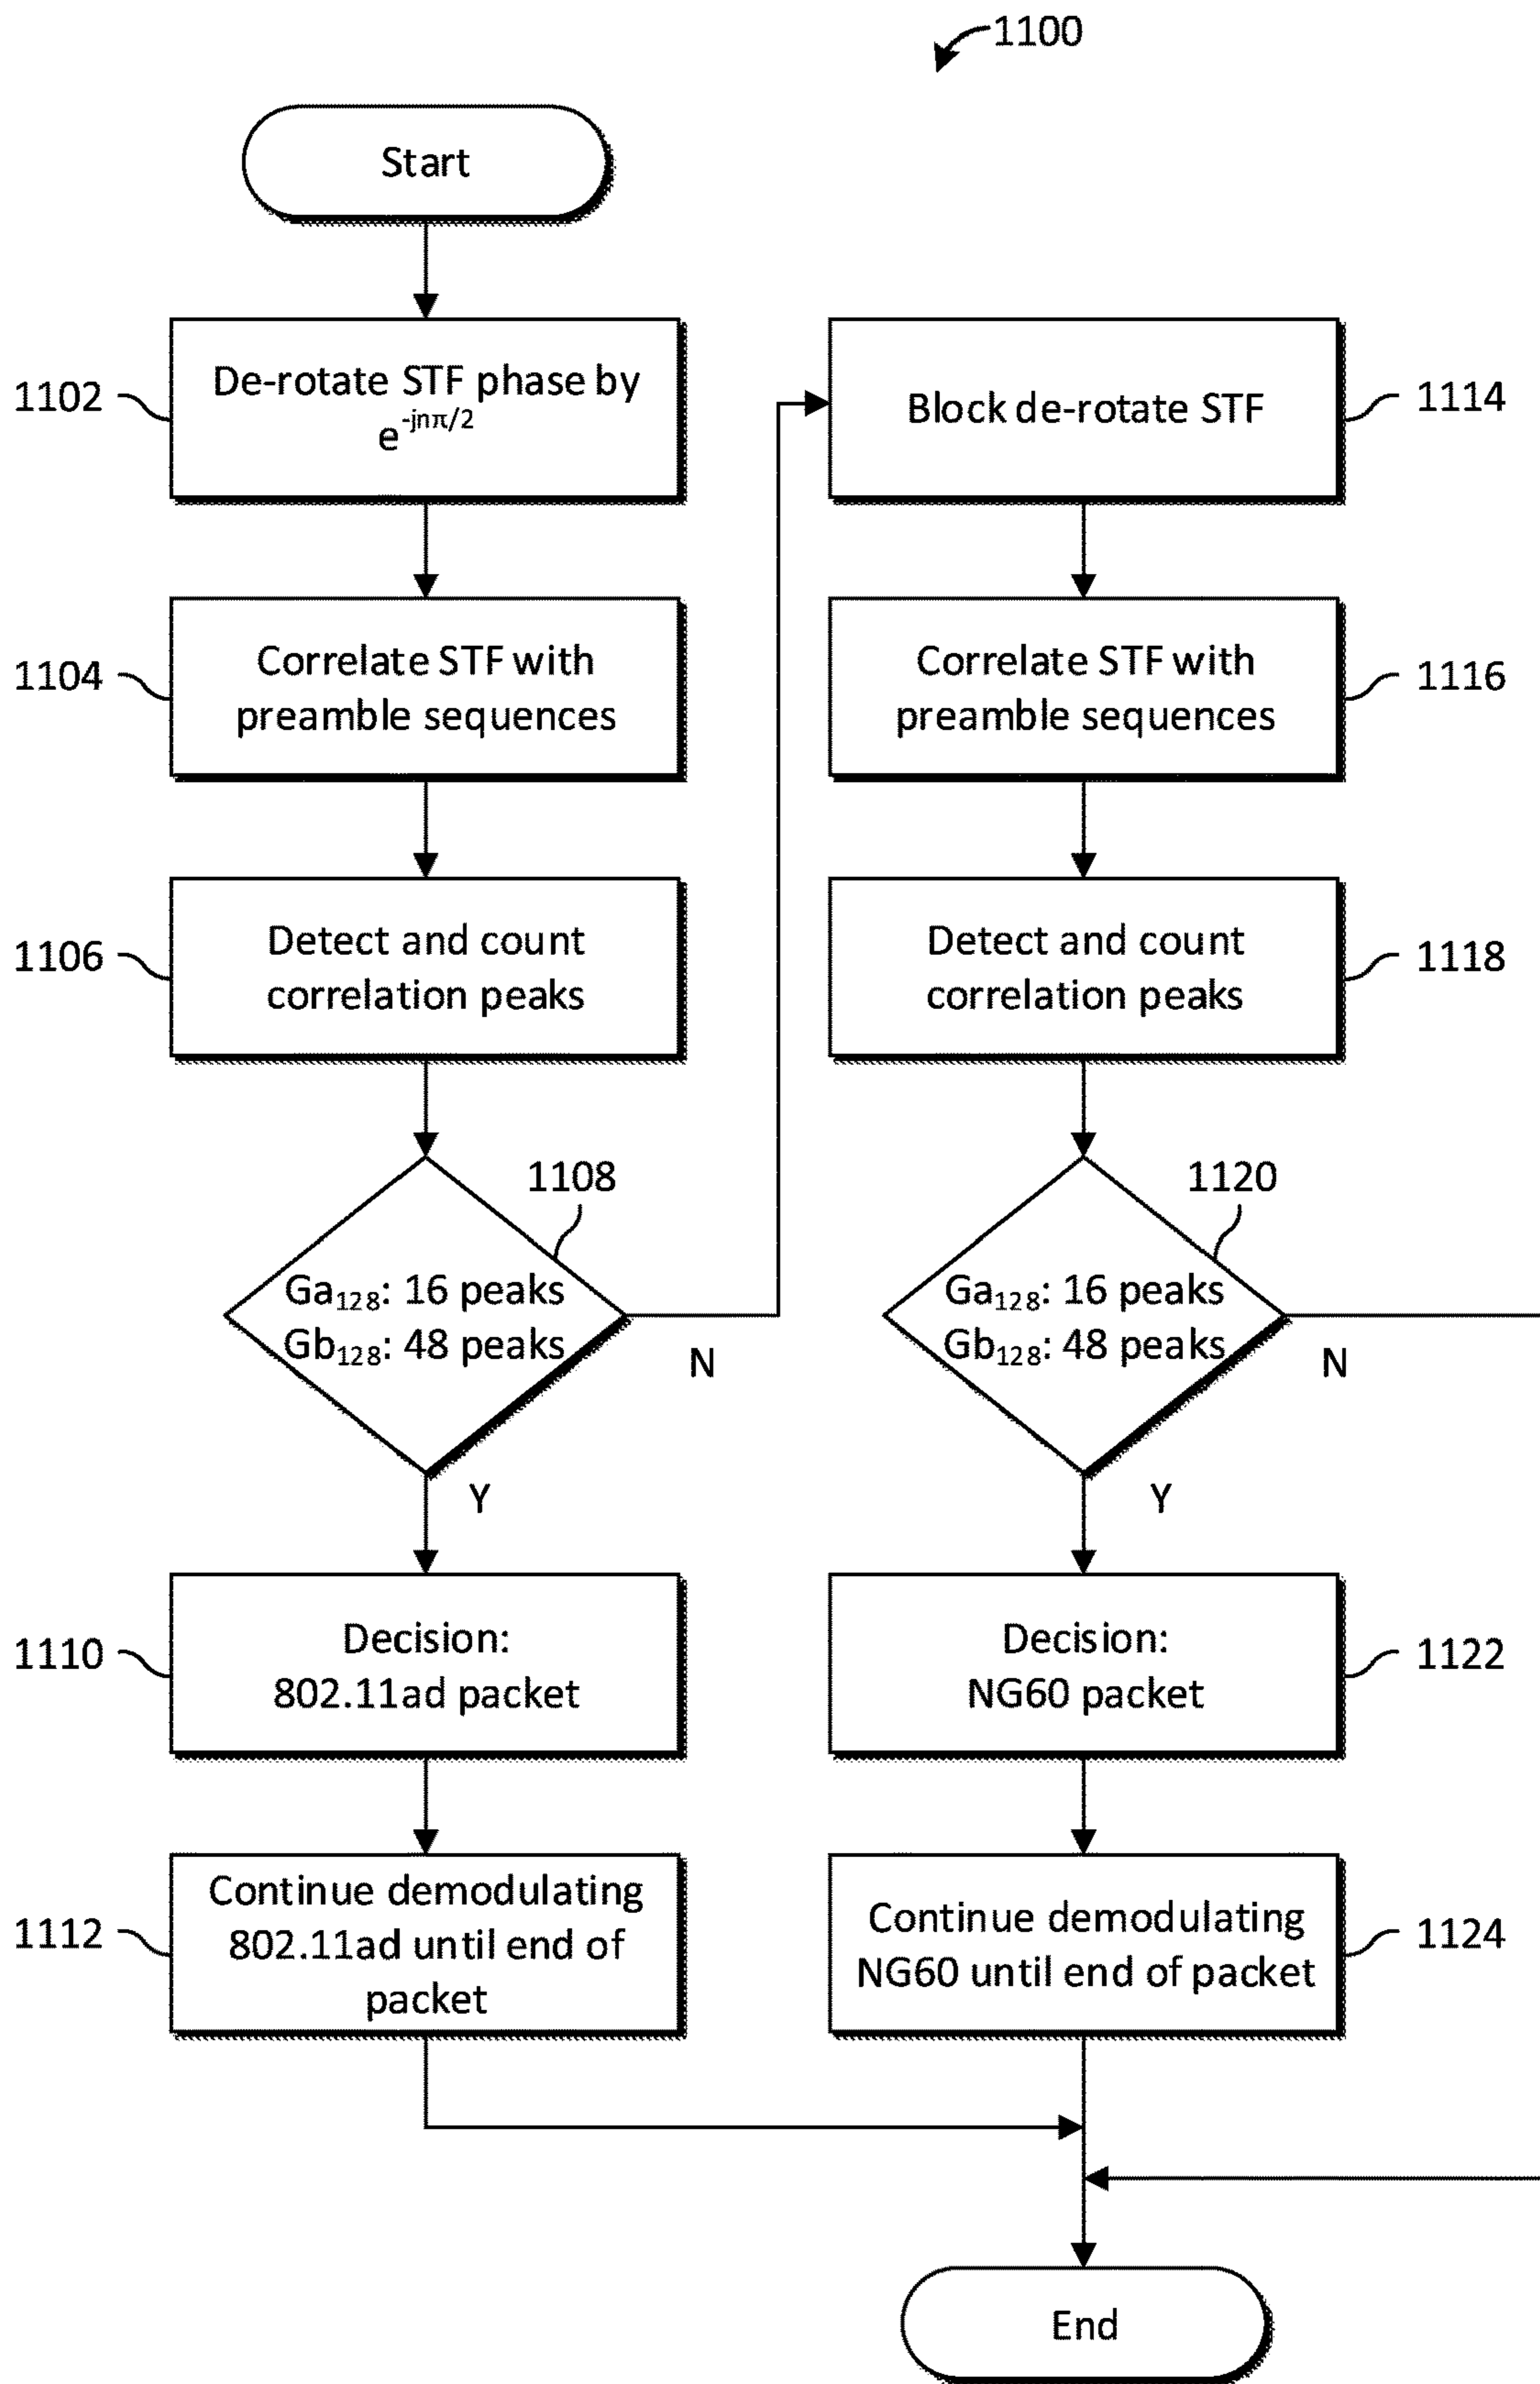 1100
Start
1102
De-rotate STF phase by
e^-jnπ/2
1104
Correlate STF with
preamble sequences
1106
Detect and count
correlation peaks
1108
Ga₁₂₈: 16 peaks
Gb₁₂₈: 48 peaks
N
Y
1110
Decision:
802.11ad packet
1112
Continue demodulating
802.11ad until end of
packet
Block de-rotate STF
1114
Correlate STF with
preamble sequences
1116
Detect and count
correlation peaks
1118
1120
Ga₁₂₈: 16 peaks
Gb₁₂₈: 48 peaks
N
Y
Decision:
NG60 packet
1122
Continue demodulating
NG60 until end of packet
1124
End